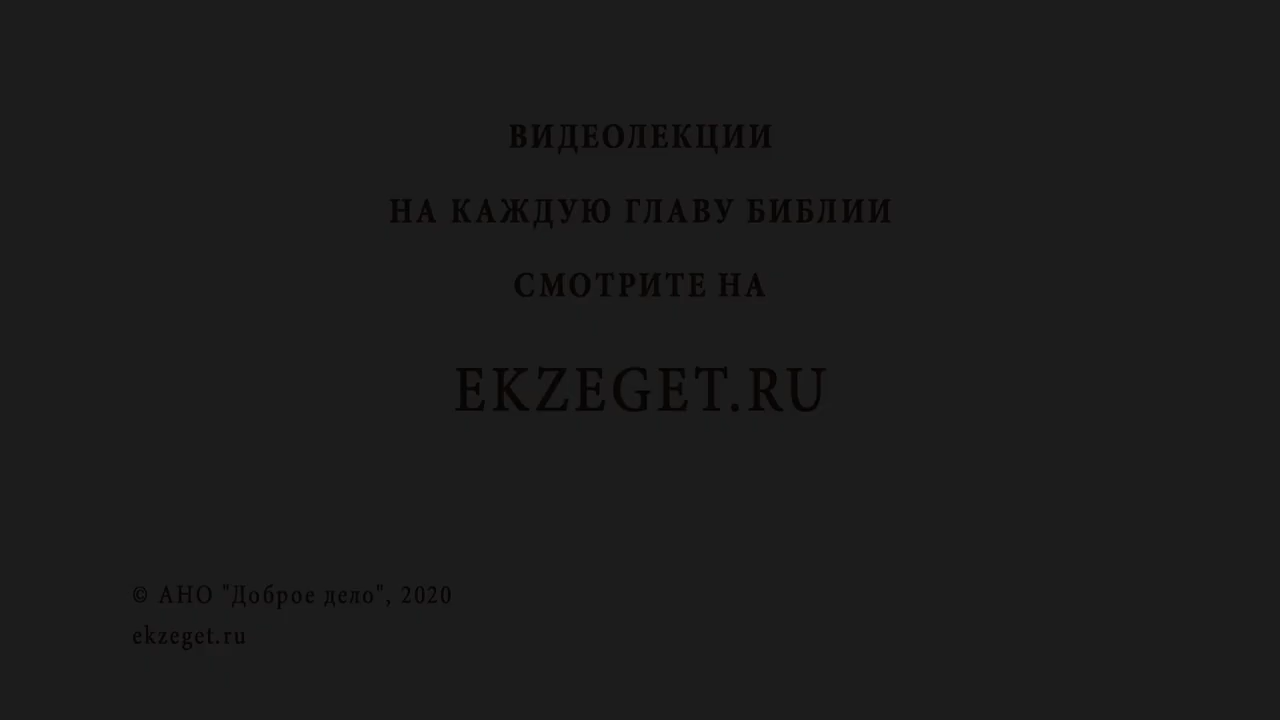 ВИДЕОЛЕКЦИИ
НА КАЖДУЮ ГЛАВУ БИБЛИИ
СМОТРИТЕ НА
EKZEGET.RU
© АНО "Доброе дело", 2020
ekzeget.ru